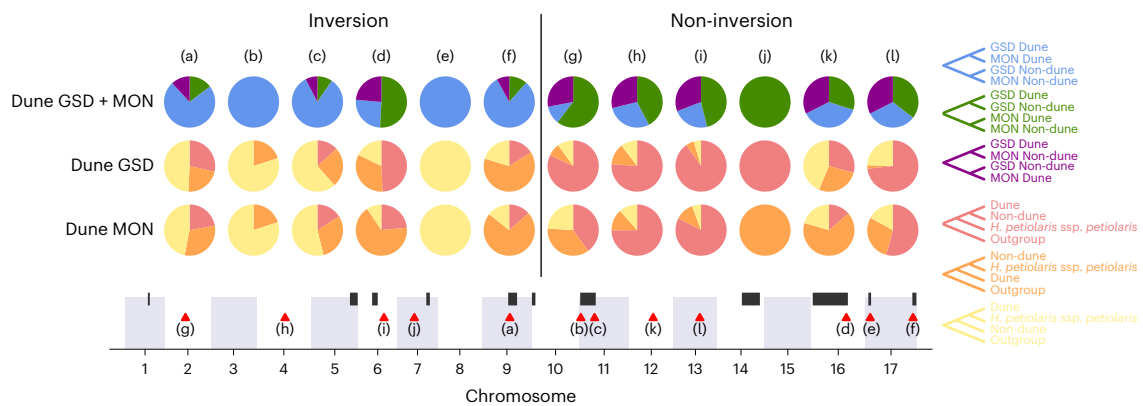 Inversion
Non-inversion
(a) (b) (c) (d) (e) (f) (g) (h) (i) (j) (k) (l)
Dune GSD + MON
Dune GSD
Dune MON
GSD Dune
MON Dune
GSD Non-dune
MON Non-dune
GSD Dune
GSD Non-dune
MON Dune
MON Non-dune
GSD Dune
MON Non-dune
GSD Non-dune
MON Dune
Dune
Non-dune
H. petiolaris ssp. petiolaris
Outgroup
Non-dune
H. petiolaris ssp. petiolaris
Dune
Outgroup
Dune
H. petiolaris ssp. petiolaris
Non-dune
Outgroup
(g) (h) (i) (j) (a) (b) (c) (k) (l) (d) (e) (f)
1 2 3 4 5 6 7 8 9 10 11 12 13 14 15 16 17
Chromosome